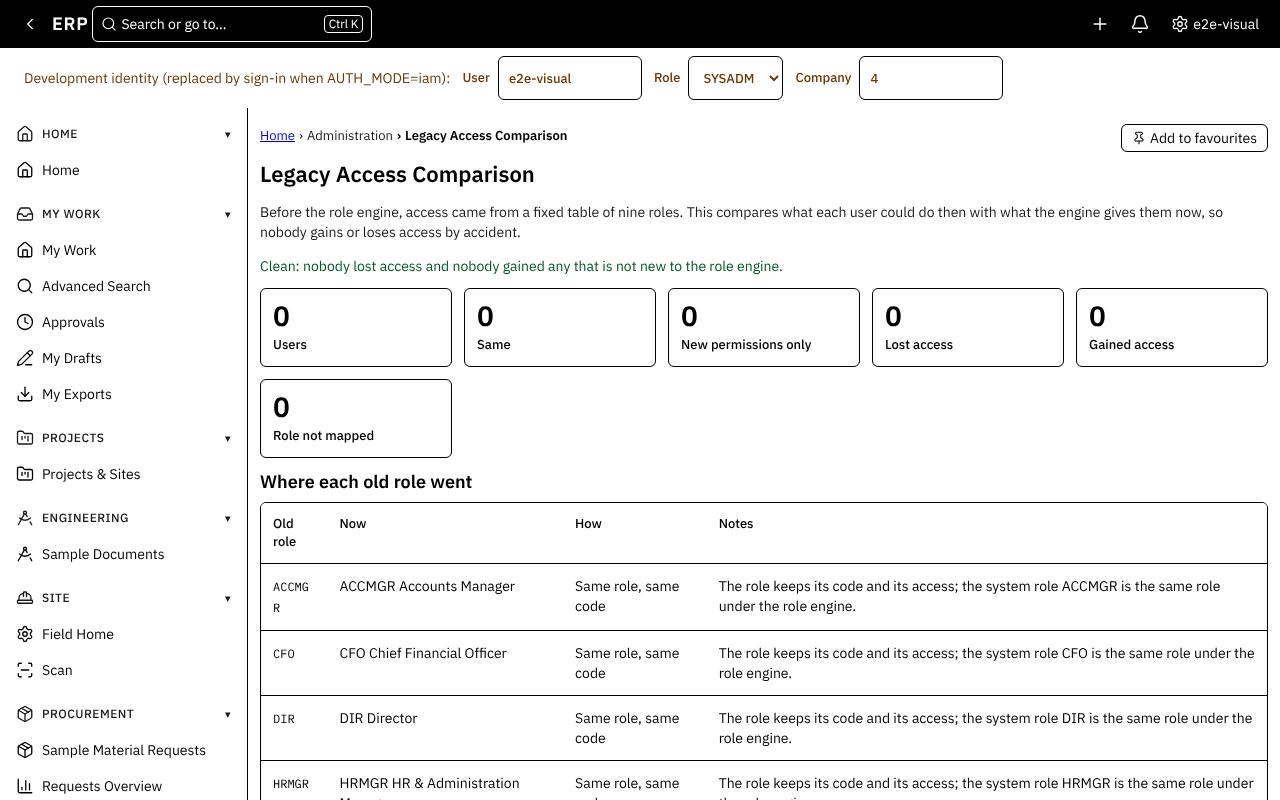 ERP
Search or go to...
Ctrl K
e2e-visual
Development identity (replaced by sign-in when AUTH_MODE=iam):
User
e2e-visual
Role
SYSADM
Company
4
HOME
Home
MY WORK
My Work
Advanced Search
Approvals
My Drafts
My Exports
PROJECTS
Projects & Sites
ENGINEERING
Sample Documents
SITE
Field Home
Scan
PROCUREMENT
Sample Material Requests
Requests Overview
Home › Administration › Legacy Access Comparison
Add to favourites
Legacy Access Comparison
Before the role engine, access came from a fixed table of nine roles. This compares what each user could do then with what the engine gives them now, so
nobody gains or loses access by accident.
Clean: nobody lost access and nobody gained any that is not new to the role engine.
0
Users
0
Same
0
New permissions only
0
Lost access
0
Gained access
0
Role not mapped
Where each old role went
Old
role
Now
How
Notes
ACCMG
R
ACCMGR Accounts Manager
Same role, same
code
The role keeps its code and its access; the system role ACCMGR is the same role
under the role engine.
CFO
CFO Chief Financial Officer
Same role, same
code
The role keeps its code and its access; the system role CFO is the same role under the
role engine.
DIR
DIR Director
Same role, same
code
The role keeps its code and its access; the system role DIR is the same role under the
role engine.
HRMGR
HRMGR HR & Administration
Same role, same
The role keeps its code and its access; the system role HRMGR is the same role under